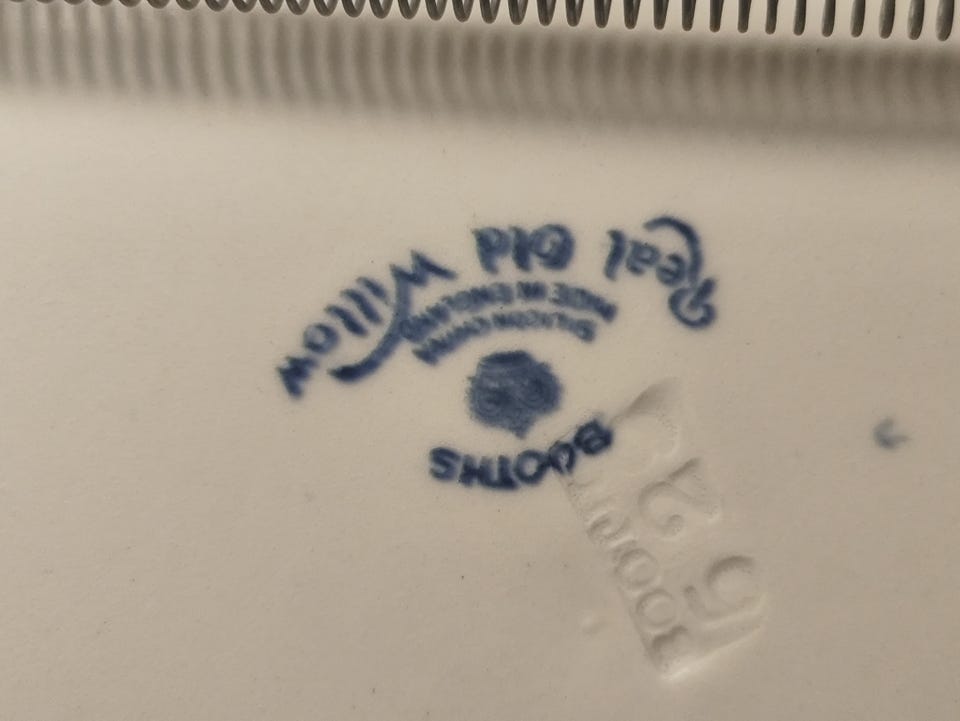 BOOTHS
SILICON CHINA
MADE IN ENGLAND
Real Old Willow